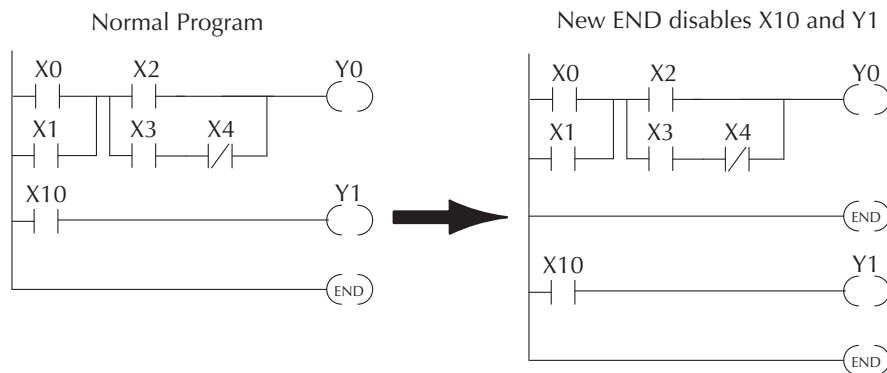 Normal Program
X0 X2 Y0
X1 X3 X4
X10 Y1
END
New END disables X10 and Y1
X0 X2 Y0
X1 X3 X4
END
X10 Y1
END